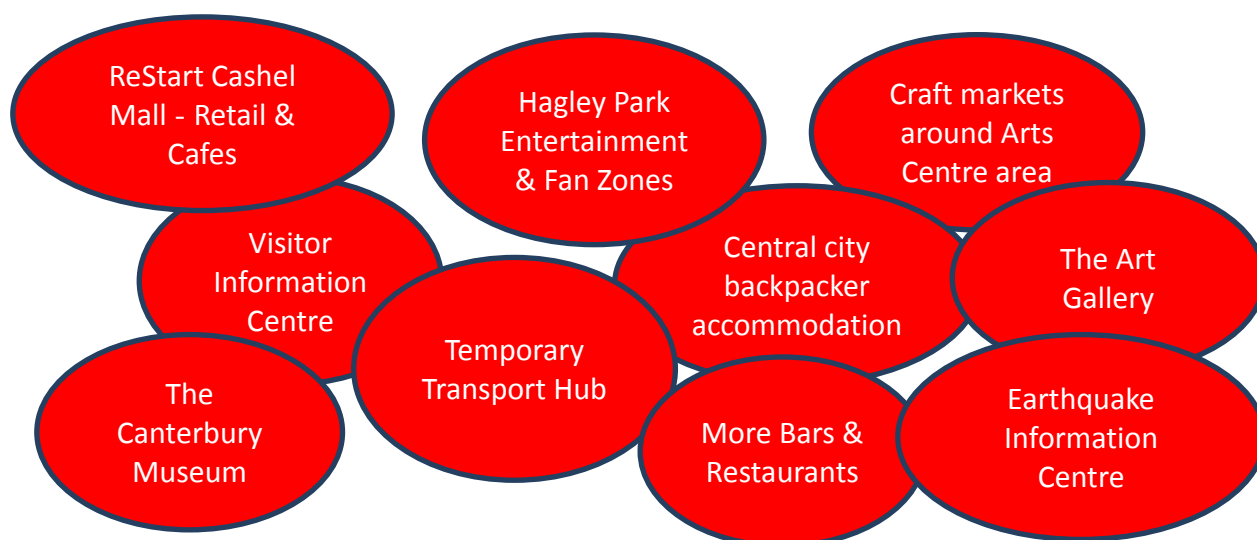 ReStart Cashel
Mall - Retail &
Cafes
Hagley Park
Entertainment
& Fan Zones
Craft markets
around Arts
Centre area
Visitor
Information
Centre
Central city
backpacker
accommodation
The Art
Gallery
Temporary
Transport Hub
The
Canterbury
Museum
More Bars &
Restaurants
Earthquake
Information
Centre